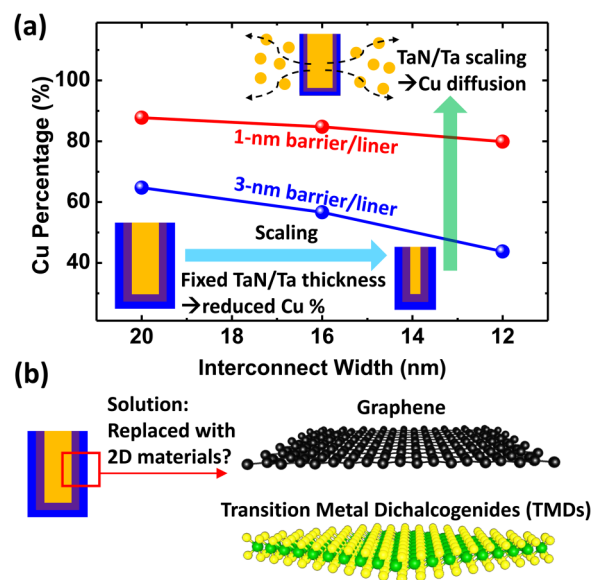 (a)
TaN/Ta scaling
→Cu diffusion
100
80
60
40
Cu Percentage (%)
1-nm barrier/liner
3-nm barrier/liner
Scaling
Fixed TaN/Ta thickness
→reduced Cu %
20 18 16 14 12
Interconnect Width (nm)
(b)
Solution:
Replaced with
2D materials?
Graphene
Transition Metal Dichalcogenides (TMDs)